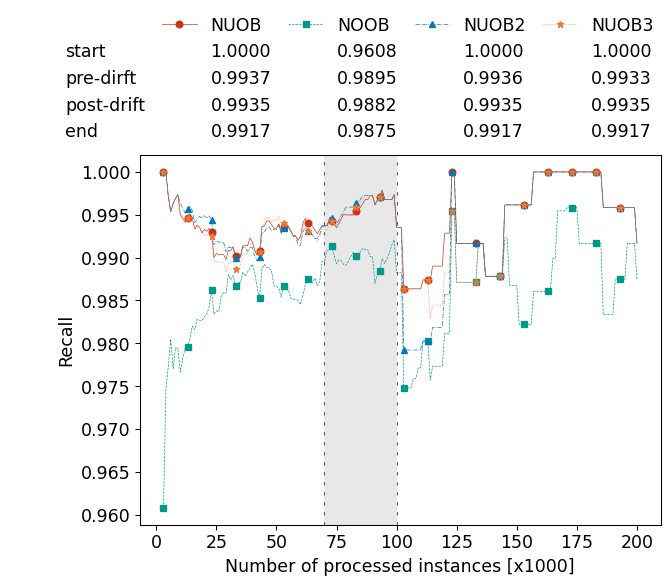 NUOB NOOB NUOB2 NUOB3
start 1.0000 0.9608 1.0000 1.0000
pre-dirft 0.9937 0.9895 0.9936 0.9933
post-drift 0.9935 0.9882 0.9935 0.9935
end 0.9917 0.9875 0.9917 0.9917
1.000
0.995
0.990
0.985
0.980
0.975
0.970
0.965
0.960
Recall
0 25 50 75 100 125 150 175 200
Number of processed instances [x1000]